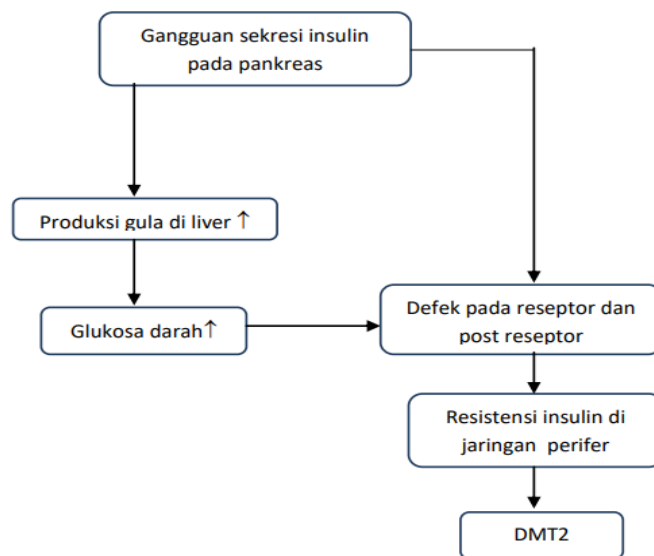 Gangguan sekresi insulin
pada pankreas
Produksi gula di liver ↑
Glukosa darah↑
Defek pada reseptor dan
post reseptor
Resistensi insulin di
jaringan perifer
DMT2